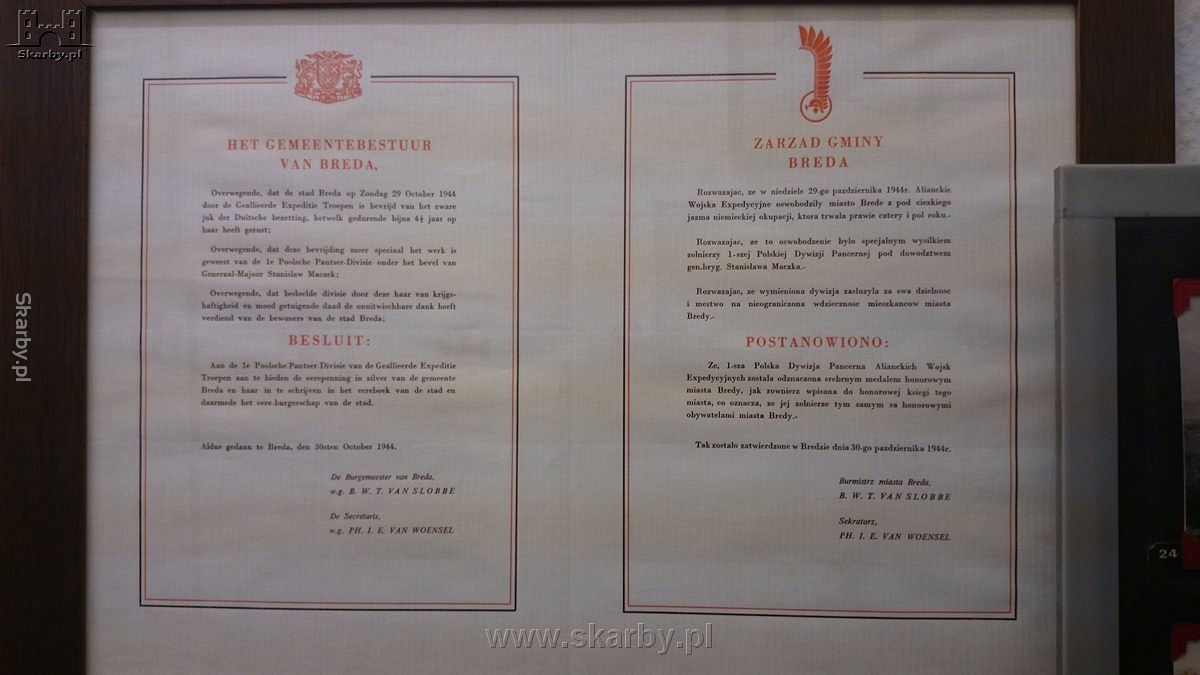 Skarby.pl
HET GEMEENTEBESTUUR
VAN BREDA,
Overwegende, dat de stad Breda op Zondag 29 October 1944
door de Geallieerde Expeditie Troepen is bevrijd van het zware
juk der Duitsche bezetting, hetwelk gedurende bijna 4½ jaar op
haar heeft gerust;
Overwegende, dat deze bevrijding meer speciaal het werk is
geweest van de 1e Poolsche Pantser-Divisie onder het bevel van
Generaal-Majoor Stanislaw Maczek;
Overwegende, dat bedoelde divisie door deze haar van krijgs-
haftigheid en moed getuigende daad de onuitwischbare dank heeft
verdiend van de bewoners van de stad Breda;
BESLUIT:
Aan de 1e Poolsche Pantser-Divisie van de Geallieerde Expeditie
Troepen aan te bieden de eerepenning in zilver van de gemeente
Breda en haar in te schrijven in het eereboek van de stad en
daarmede het eere-burgerschap van de stad.
Aldus gedaan te Breda, den 30sten October 1944.
De Burgemeester van Breda,
w.g. B. W. T. VAN SLOBBE
De Secretaris,
w.g. PH. I. E. VAN WOENSEL
ZARZAD GMINY
BREDA
Rozwazajac, ze w niedziele 29-go pazdziernika 1944r. Alianckie
Wojska Expedycyjne oswobodzily miasto Brede z pod ciezkiego
jazma niemieckiej okupacji, ktora trwala prawie cztery i pol roku.-
Rozwazajac, ze to oswobodzenie bylo specjalnym wysilkiem
zolnierzy 1-szej Polskiej Dywizji Pancernej pod dowodztwem
gen.bryg. Stanislawa Maczka.-
Rozwazajac, ze wymieniona dywizja zasluzyla za swa dzielnosc
i mestwo na nieograniczona wdziecznosc mieszkancow miasta
Bredy.-
POSTANOWIONO:
Ze, 1-sza Polska Dywizja Pancerna Alianckich Wojsk
Expedycyjnych zostala odznaczona srebrnym medalem honorowym
miasta Bredy, jak rownierz wpisana do honorowej ksiegi tego
miasta, co oznacza, ze jej zolnierze tym samym sa honorowymi
obywatelami miasta Bredy.-
Tak zostalo zatwierdzone w Bredzie dnia 30-go pazdziernika 1944r.
Burmistrz miasta Breda,
B. W. T. VAN SLOBBE
Sekratarz,
PH. I. E. VAN WOENSEL
24
Skarby.pl
www.skarby.pl